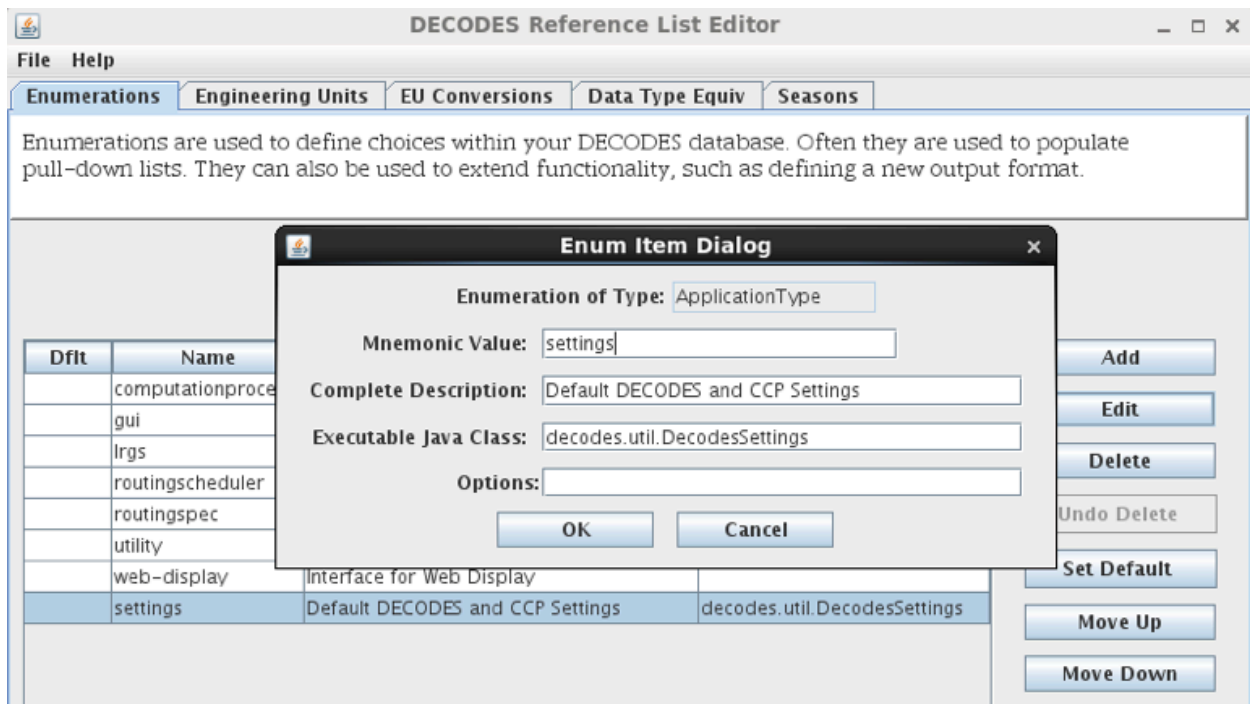 DECODES Reference List Editor
File Help
Enumerations Engineering Units EU Conversions Data Type Equiv Seasons
Enumerations are used to define choices within your DECODES database. Often they are used to populate
pull-down lists. They can also be used to extend functionality, such as defining a new output format.
Enum Item Dialog
Enumeration of Type: ApplicationType
Mnemonic Value: settings
Complete Description: Default DECODES and CCP Settings
Executable Java Class: decodes.util.DecodesSettings
Options:
OK Cancel
Dflt Name
computationproce
gui
lrgs
routingscheduler
routingspec
utility
web-display Interface for Web Display
settings Default DECODES and CCP Settings decodes.util.DecodesSettings
Add
Edit
Delete
Undo Delete
Set Default
Move Up
Move Down